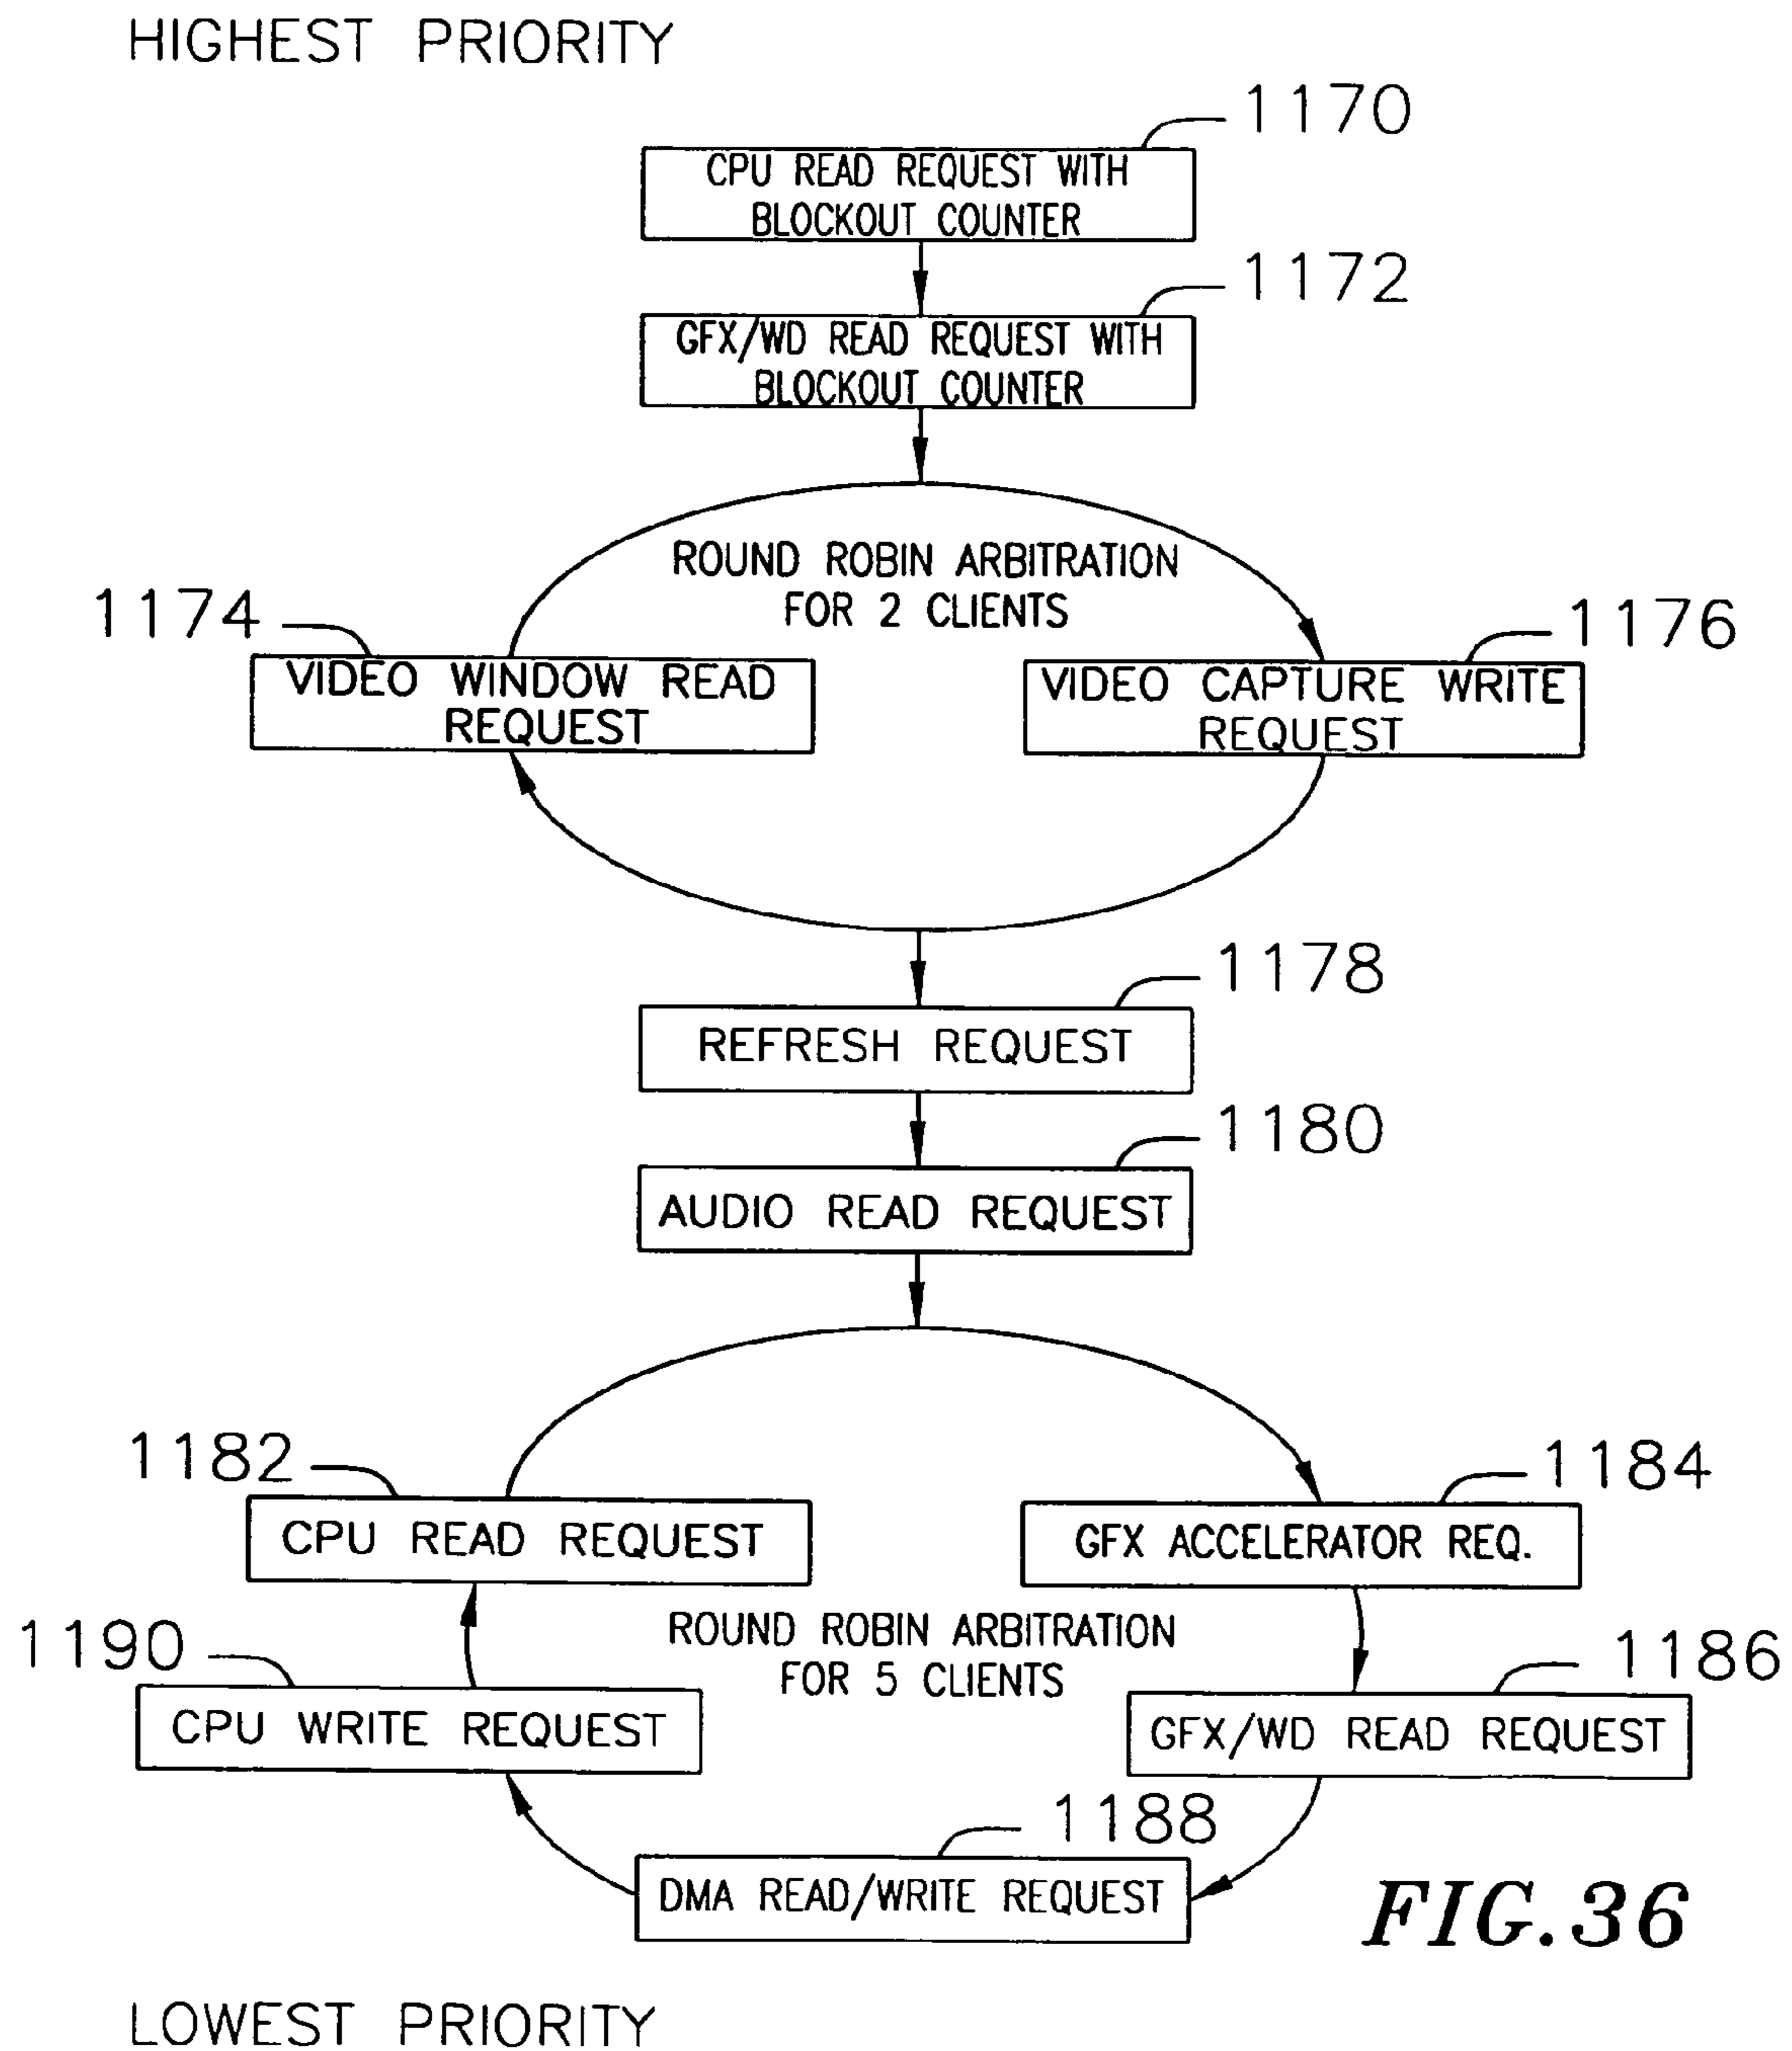 HIGHEST PRIORITY
1170
CPU READ REQUEST WITH
BLOCKOUT COUNTER
1172
GFX/WD READ REQUEST WITH
BLOCKOUT COUNTER
ROUND ROBIN ARBITRATION
FOR 2 CLIENTS
1174
VIDEO WINDOW READ
REQUEST
1176
VIDEO CAPTURE WRITE
REQUEST
1178
REFRESH REQUEST
1180
AUDIO READ REQUEST
1182
CPU READ REQUEST
1184
GFX ACCELERATOR REQ.
ROUND ROBIN ARBITRATION
FOR 5 CLIENTS
1190
CPU WRITE REQUEST
1186
GFX/WD READ REQUEST
1188
DMA READ/WRITE REQUEST
FIG.36
LOWEST PRIORITY